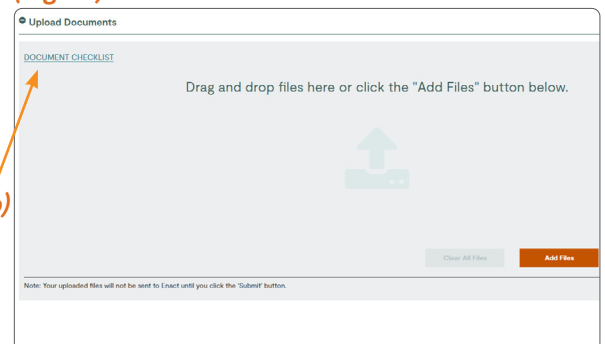 Upload Documents
DOCUMENT CHECKLIST
Drag and drop files here or click the "Add Files" button below.
Clear All Files
Add Files
Note: Your uploaded files will not be sent to Enact until you click the 'Submit' button.